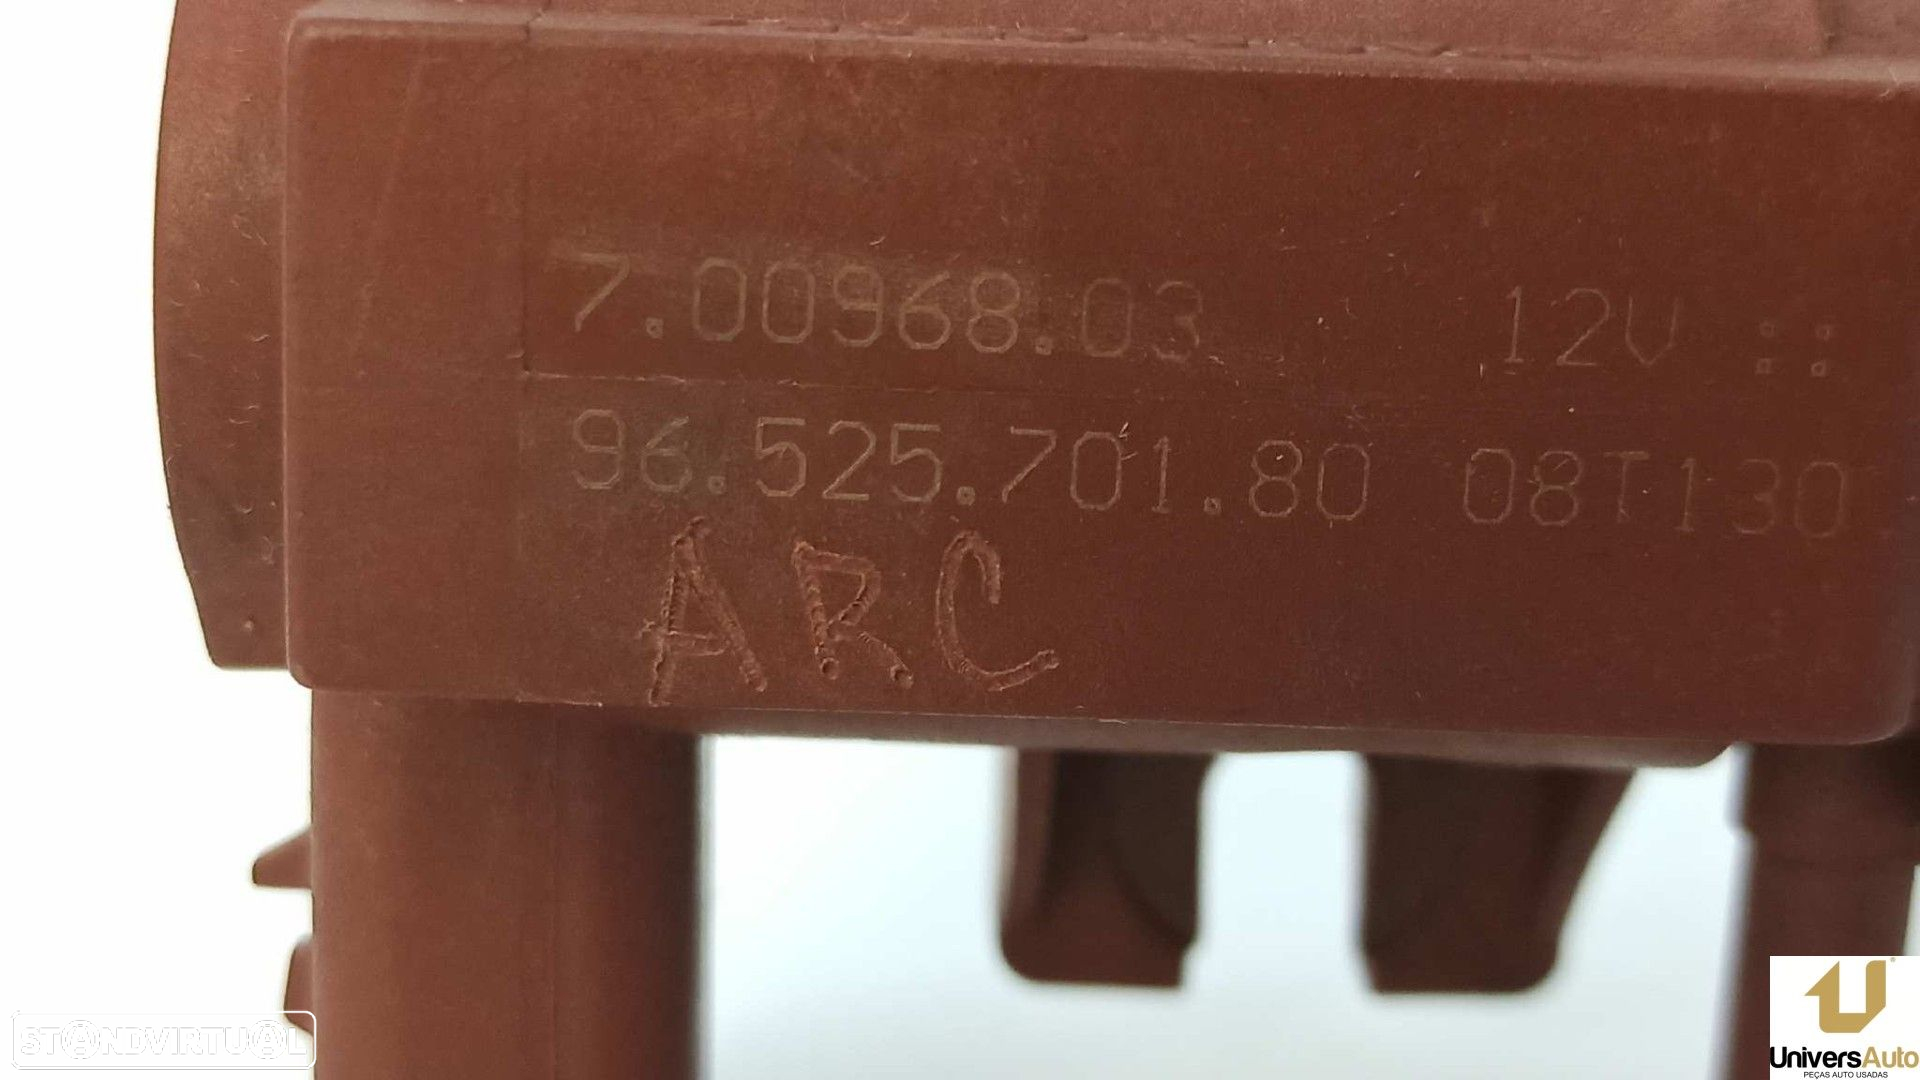 7.00968.03 12V ::
96.525.701.80 08T130
ARC
STANDVIRTUAL
UniversAuto
PEÇAS AUTO USADAS